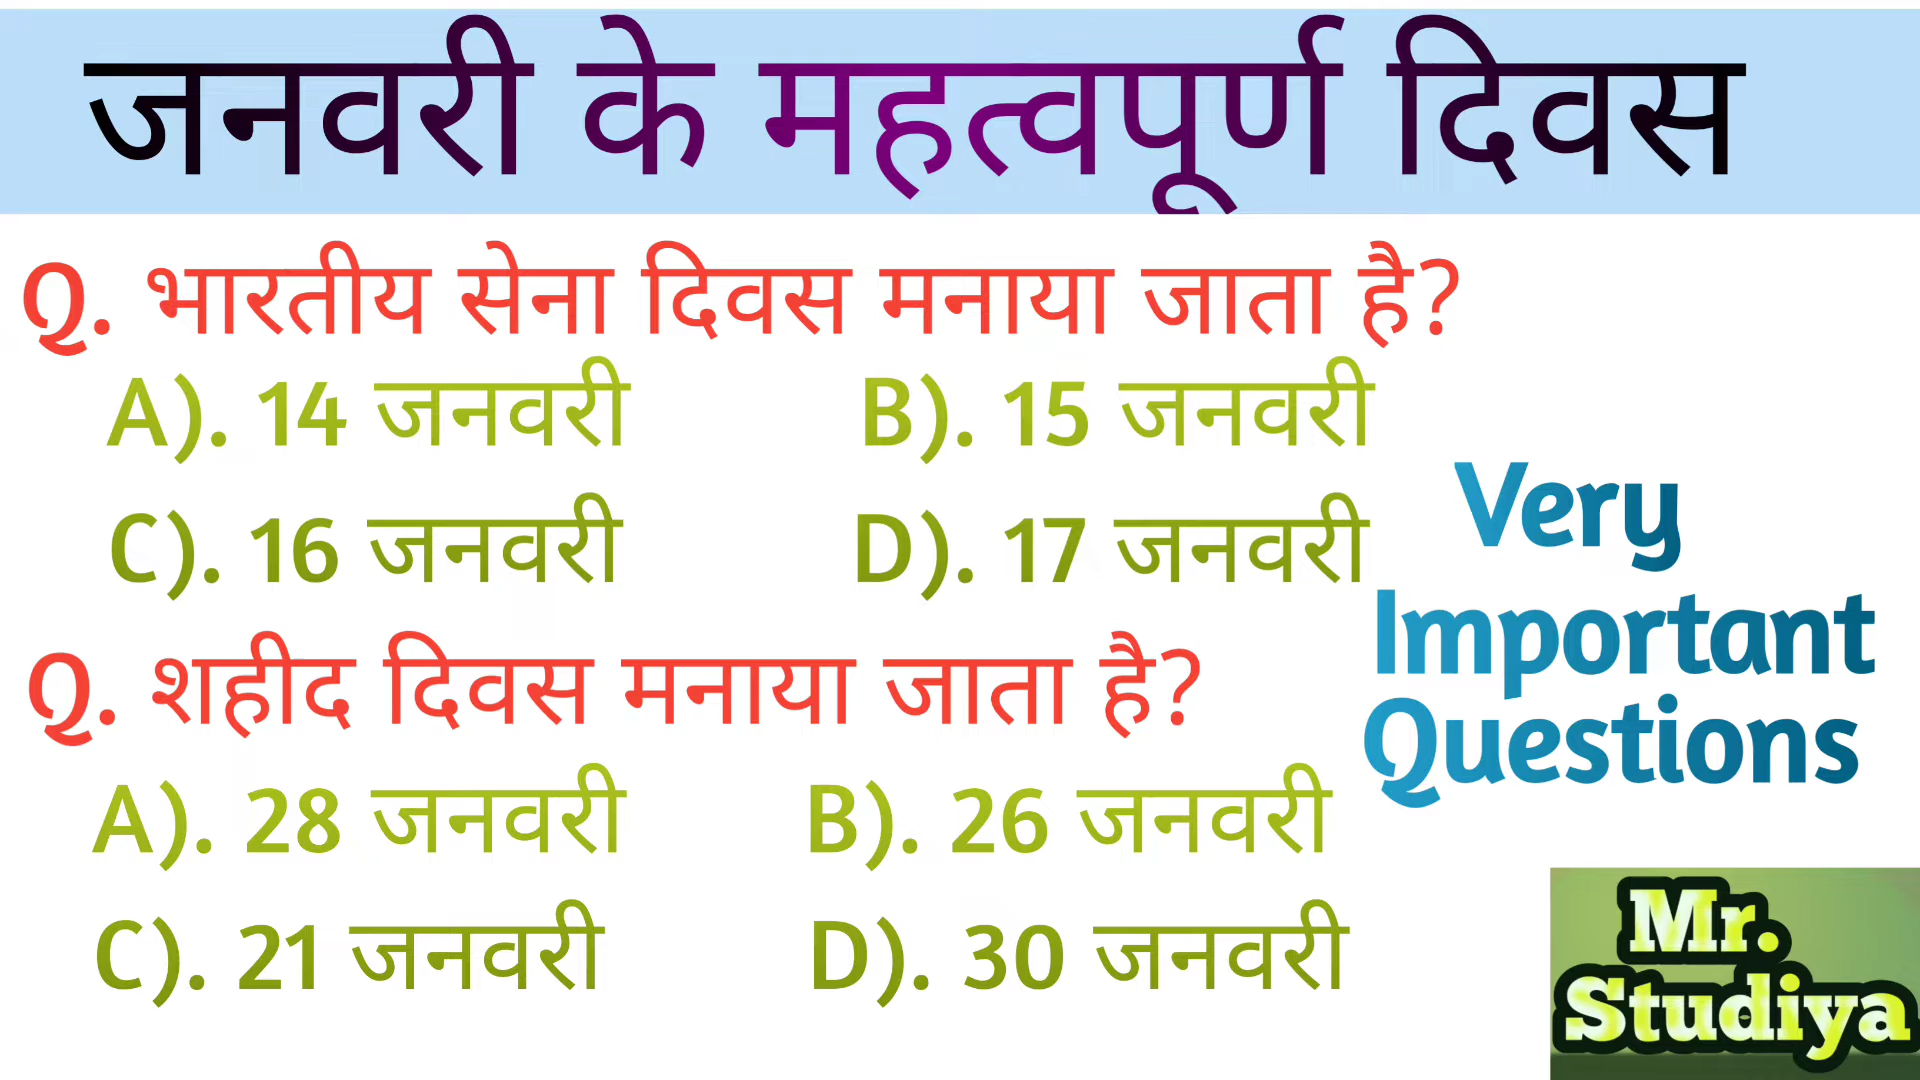 जनवरी के महत्वपूर्ण दिवस
Q. भारतीय सेना दिवस मनाया जाता है?
A). 14 जनवरी B). 15 जनवरी
C). 16 जनवरी D). 17 जनवरी
Q. शहीद दिवस मनाया जाता है?
A). 28 जनवरी B). 26 जनवरी
C). 21 जनवरी D). 30 जनवरी
Very
Important
Questions
Mr.
Studiya